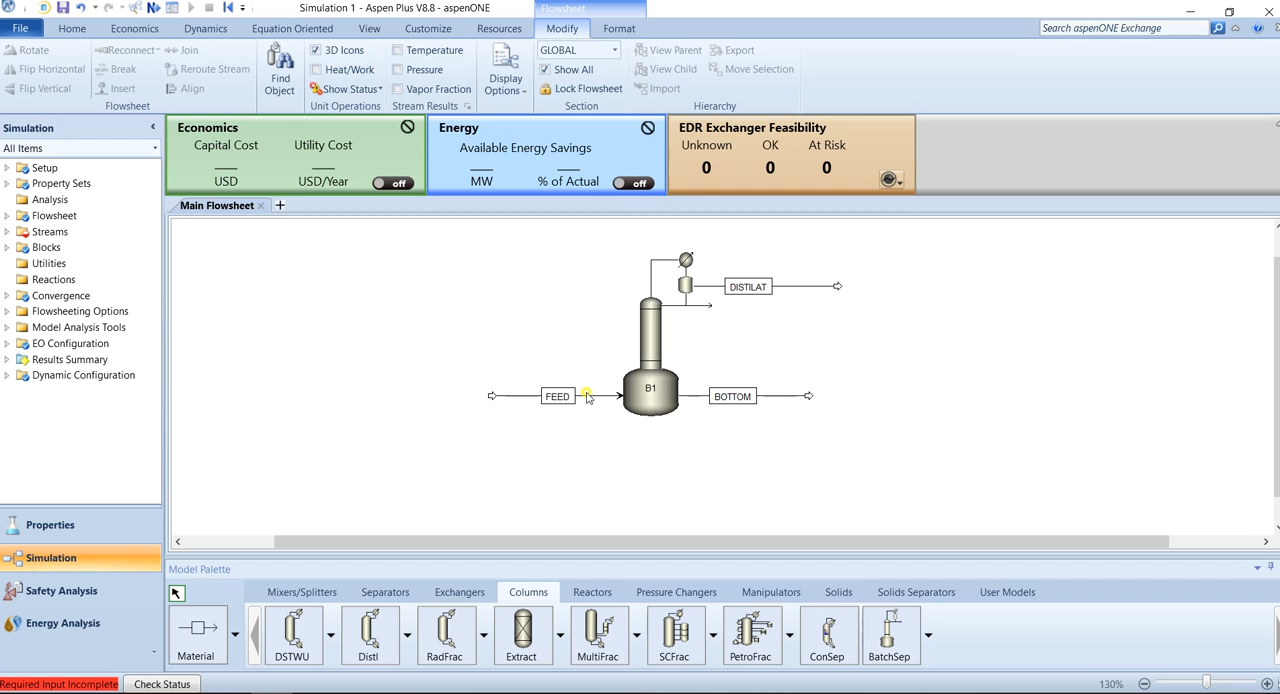 Simulation 1 - Aspen Plus V8.8 - aspenONE
Flowsheet
File Home Economics Dynamics Equation Oriented View Customize Resources Modify Format
Search aspenONE Exchange
Rotate
Flip Horizontal
Flip Vertical
Reconnect
Break
Insert
Join
Reroute Stream
Align
Flowsheet
Find
Object
3D Icons
Heat/Work
Show Status
Unit Operations
Temperature
Pressure
Vapor Fraction
Stream Results
Display
Options
GLOBAL
Show All
Lock Flowsheet
Section
View Parent
View Child
Import
Export
Move Selection
Hierarchy
Simulation
All Items
Setup
Property Sets
Analysis
Flowsheet
Streams
Blocks
Utilities
Reactions
Convergence
Flowsheeting Options
Model Analysis Tools
EO Configuration
Results Summary
Dynamic Configuration
Properties
Simulation
Safety Analysis
Energy Analysis
Economics
Capital Cost Utility Cost
USD USD/Year off
Energy
Available Energy Savings
MW % of Actual off
EDR Exchanger Feasibility
Unknown OK At Risk
0 0 0
Main Flowsheet
DISTILAT
B1
FEED
BOTTOM
Model Palette
Mixers/Splitters Separators Exchangers Columns Reactors Pressure Changers Manipulators Solids Solids Separators User Models
Material DSTWU Distl RadFrac Extract MultiFrac SCFrac PetroFrac ConSep BatchSep
Required Input Incomplete Check Status 130%